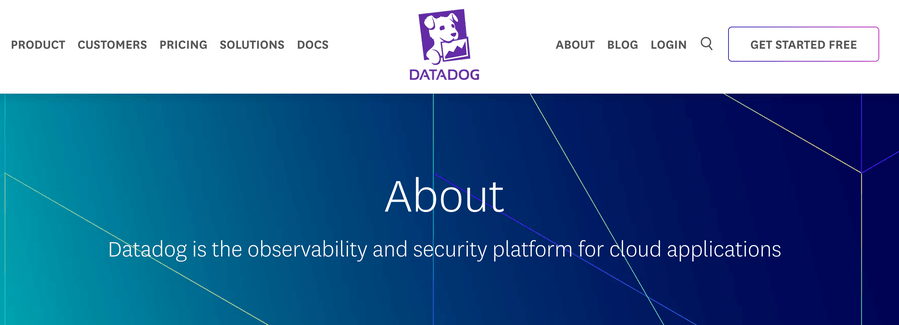 PRODUCT CUSTOMERS PRICING SOLUTIONS DOCS
DATADOG
ABOUT BLOG LOGIN GET STARTED FREE
About
Datadog is the observability and security platform for cloud applications